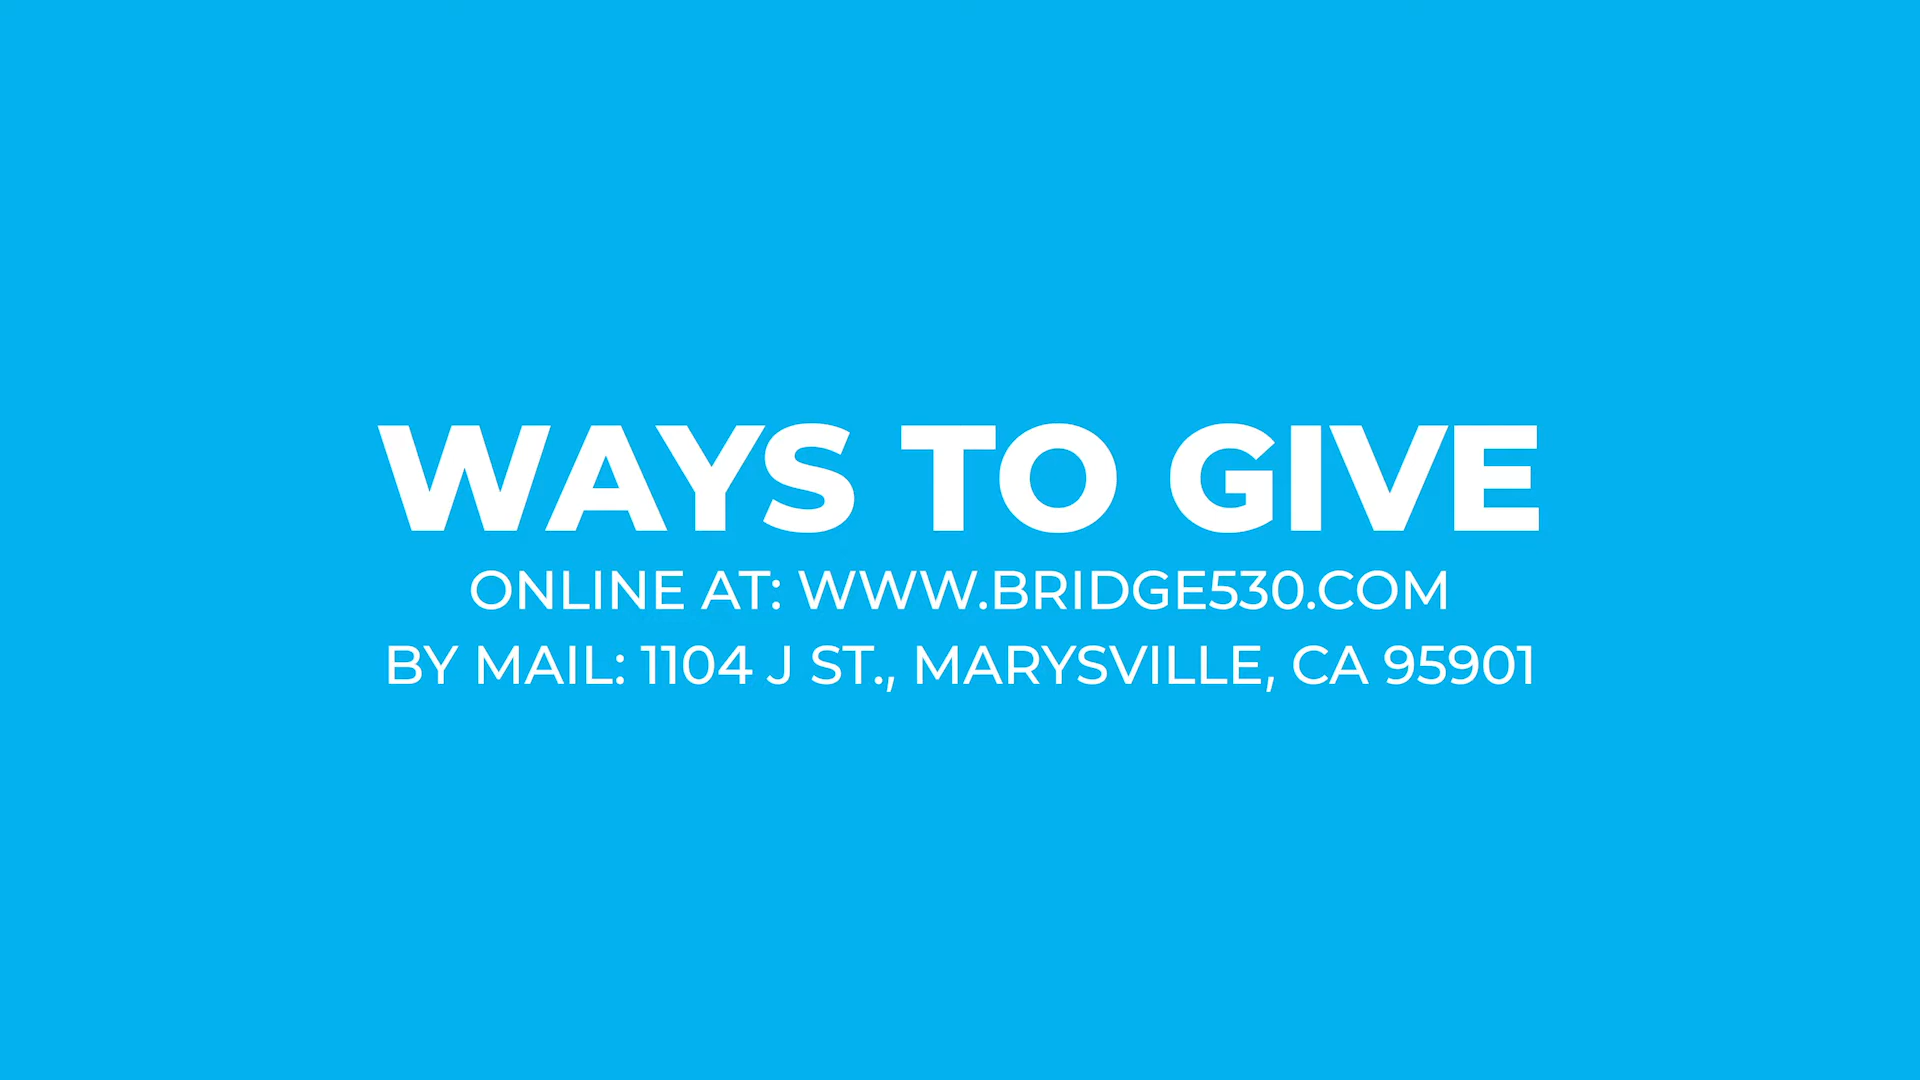 WAYS TO GIVE
ONLINE AT: WWW.BRIDGE530.COM
BY MAIL: 1104 J ST., MARYSVILLE, CA 95901